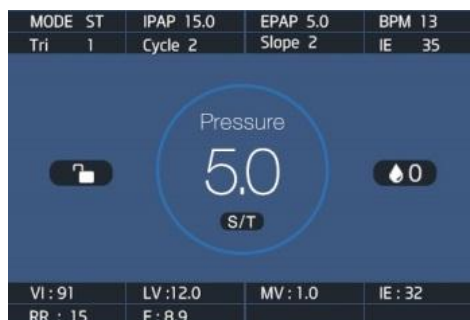 MODE ST IPAP 15.0 EPAP 5.0 BPM 13
Tri 1 Cycle 2 Slope 2 IE 35
Pressure
5.0
0
S/T
VI : 91 LV :12.0 MV : 1.0 IE : 32
RR : 15 F : 8.9